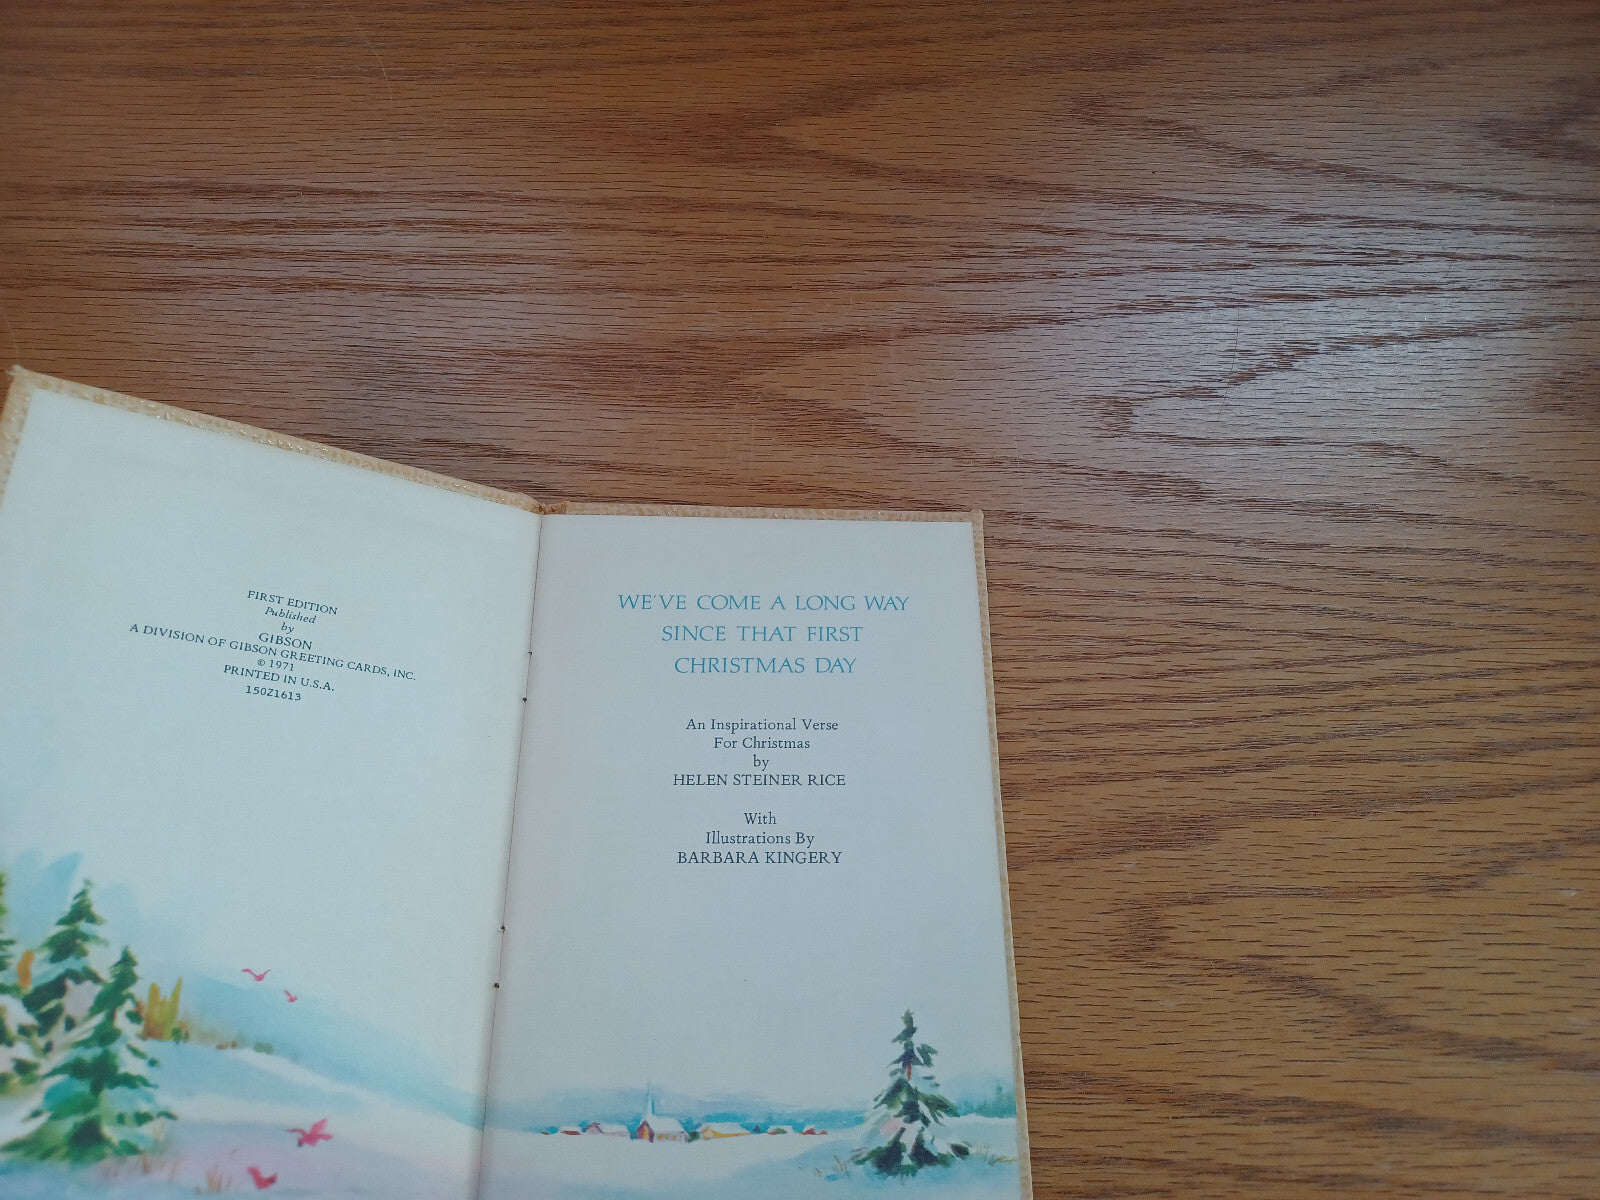 FIRST EDITION
Published
by
GIBSON
A DIVISION OF GIBSON GREETING CARDS, INC.
© 1971
PRINTED IN U.S.A.
150Z1613
WE'VE COME A LONG WAY
SINCE THAT FIRST
CHRISTMAS DAY
An Inspirational Verse
For Christmas
by
HELEN STEINER RICE
With
Illustrations By
BARBARA KINGERY